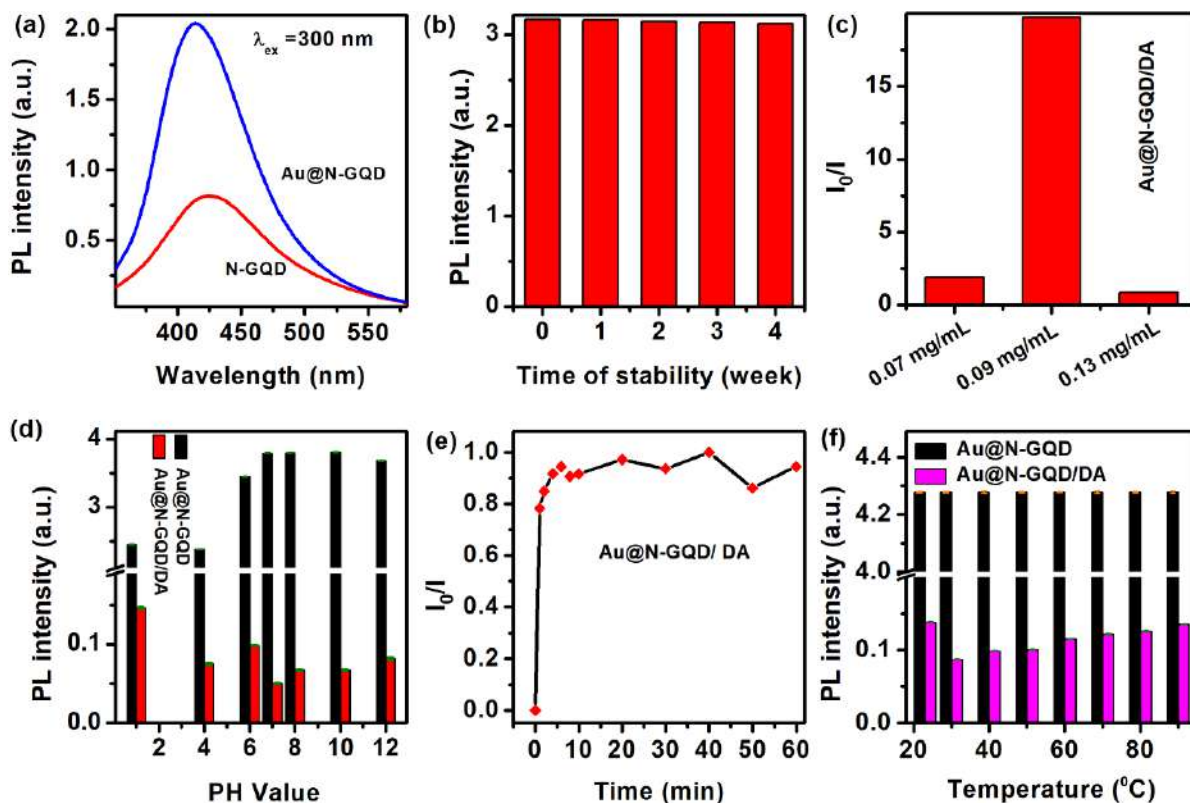 (a)
PL intensity (a.u.)
2.0
1.5
1.0
0.5
λex =300 nm
Au@N-GQD
N-GQD
400 450 500 550
Wavelength (nm)
(b)
PL intensity (a.u.)
3
2
1
0
0 1 2 3 4
Time of stability (week)
(c)
I0/I
15
10
5
0
Au@N-GQD/DA
0.07 mg/mL
0.09 mg/mL
0.13 mg/mL
(d)
PL intensity (a.u.)
4
3
0.1
0.0
Au@N-GQD
Au@N-GQD/DA
2 4 6 8 10 12
PH Value
(e)
I0/I
1.0
0.8
0.6
0.4
0.2
0.0
Au@N-GQD/ DA
0 10 20 30 40 50 60
Time (min)
(f)
PL intensity (a.u.)
4.4
4.2
4.0
0.1
0.0
Au@N-GQD
Au@N-GQD/DA
20 40 60 80
Temperature (⁰C)